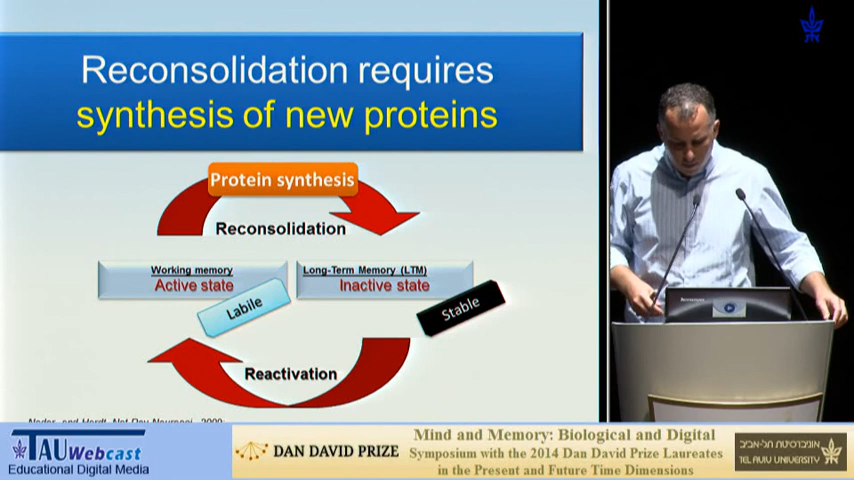 Reconsolidation requires
synthesis of new proteins
Protein synthesis
Reconsolidation
Working memory
Active state
Long-Term Memory (LTM)
Inactive state
Labile
Stable
Reactivation
TAUWebcast
Educational Digital Media
DAN DAVID PRIZE
Mind and Memory: Biological and Digital
Symposium with the 2014 Dan David Prize Laureates
in the Present and Future Time Dimensions
אוניברסיטת תל-אביב
TEL AVIV UNIVERSITY